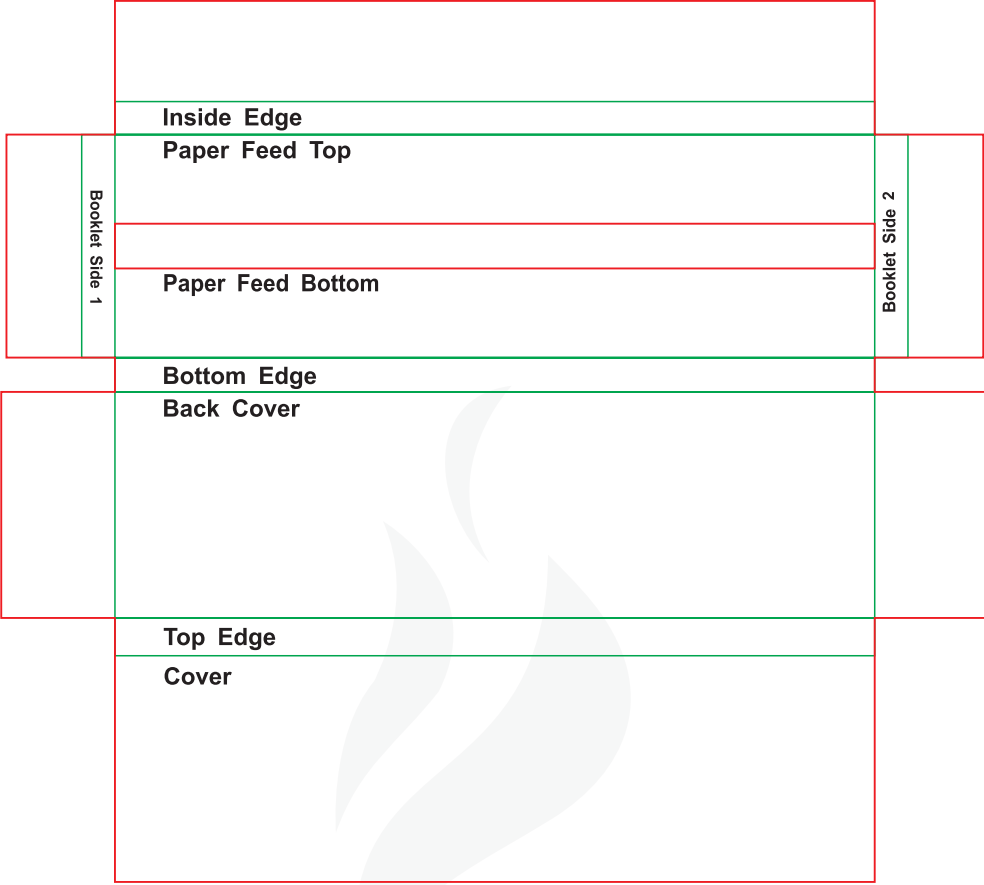 Inside Edge
Paper Feed Top
Booklet Side 1
Booklet Side 2
Paper Feed Bottom
Bottom Edge
Back Cover
Top Edge
Cover